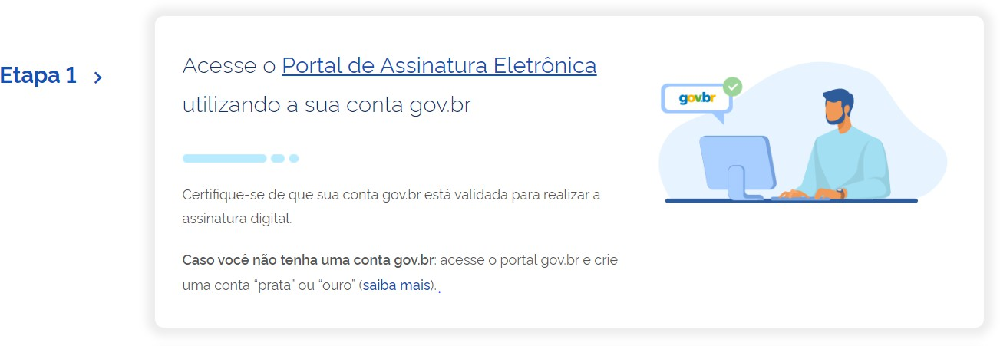 Etapa 1 >
Acesse o Portal de Assinatura Eletrônica
utilizando a sua conta gov.br
gov.br
Certifique-se de que sua conta gov.br está validada para realizar a
assinatura digital.
Caso você não tenha uma conta gov.br: acesse o portal gov.br e crie
uma conta “prata” ou “ouro” (saiba mais)..